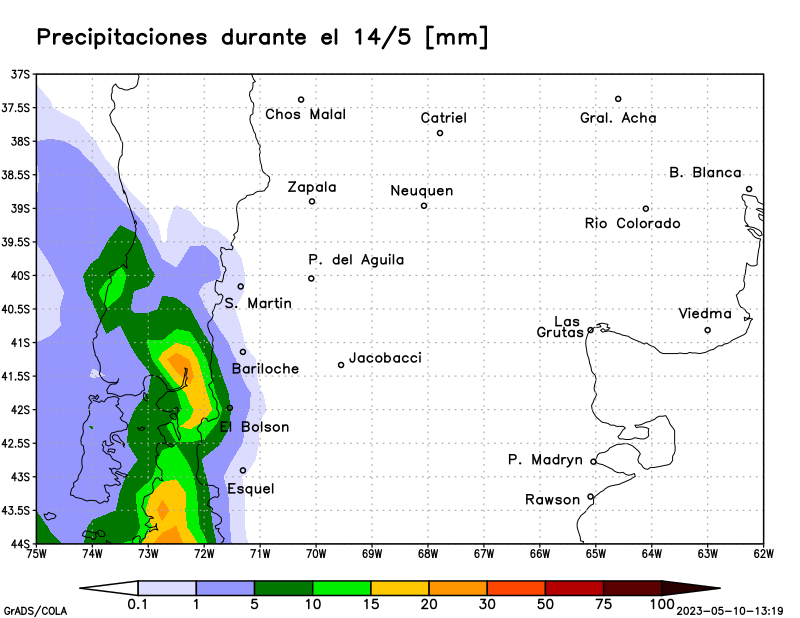 Precipitaciones durante el 14/5 [mm]
37S
37.5S
38S
38.5S
39S
39.5S
40S
40.5S
41S
41.5S
42S
42.5S
43S
43.5S
44S
Chos Malal
Catriel
Gral. Acha
B. Blanca
Zapala
Neuquen
Rio Colorado
P. del Aguila
S. Martin
Viedma
Las
Grutas
Jacobacci
Bariloche
El Bolson
P. Madryn
Esquel
Rawson
75W 74W 73W 72W 71W 70W 69W 68W 67W 66W 65W 64W 63W 62W
0.1 1 5 10 15 20 30 50 75 100
GrADS/COLA
2023-05-10-13:19